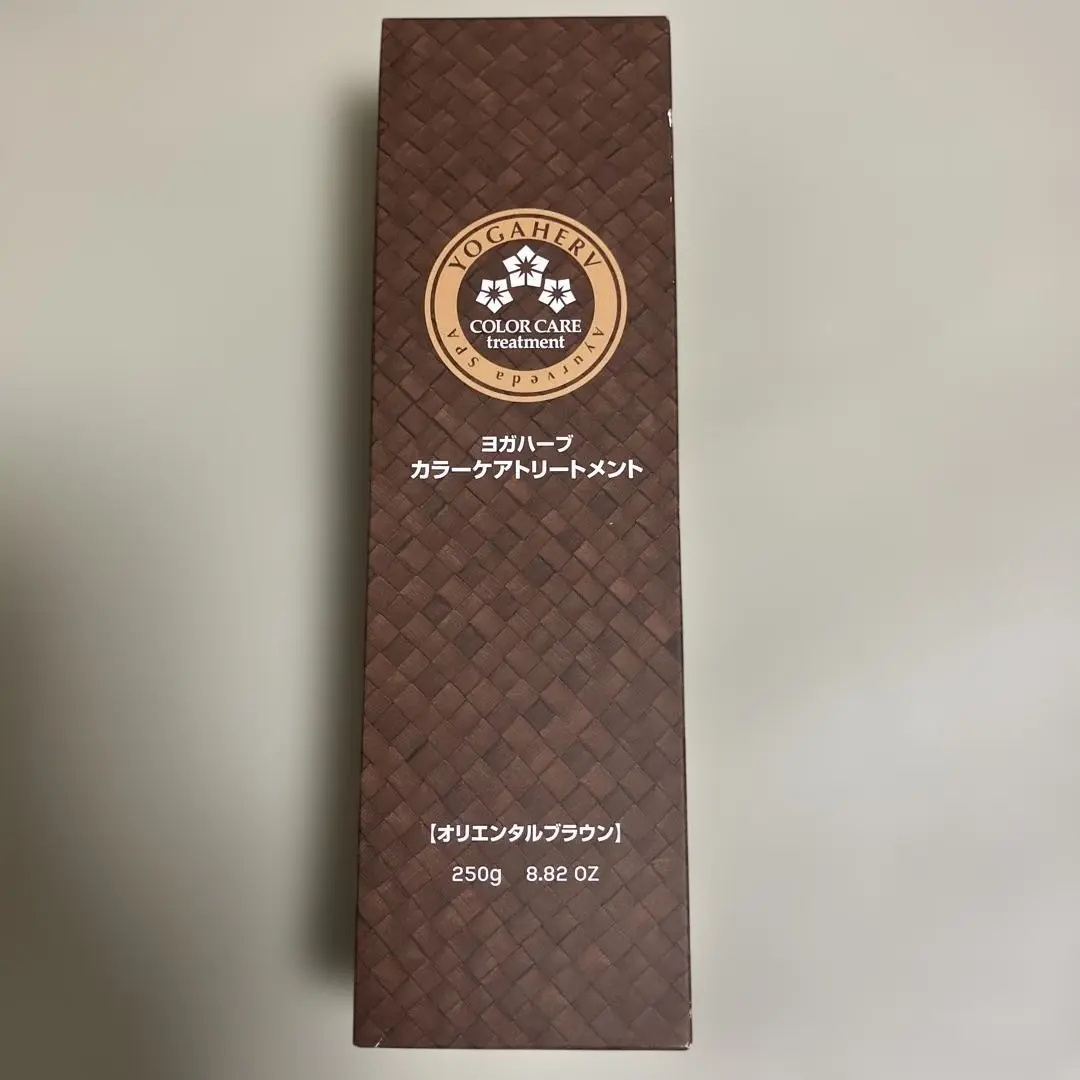 YOGAHERV
COLOR CARE
treatment
Ayurveda SPA
ヨガハーブ
カラーケアトリートメント
【オリエンタルブラウン】
250g 8.82 OZ